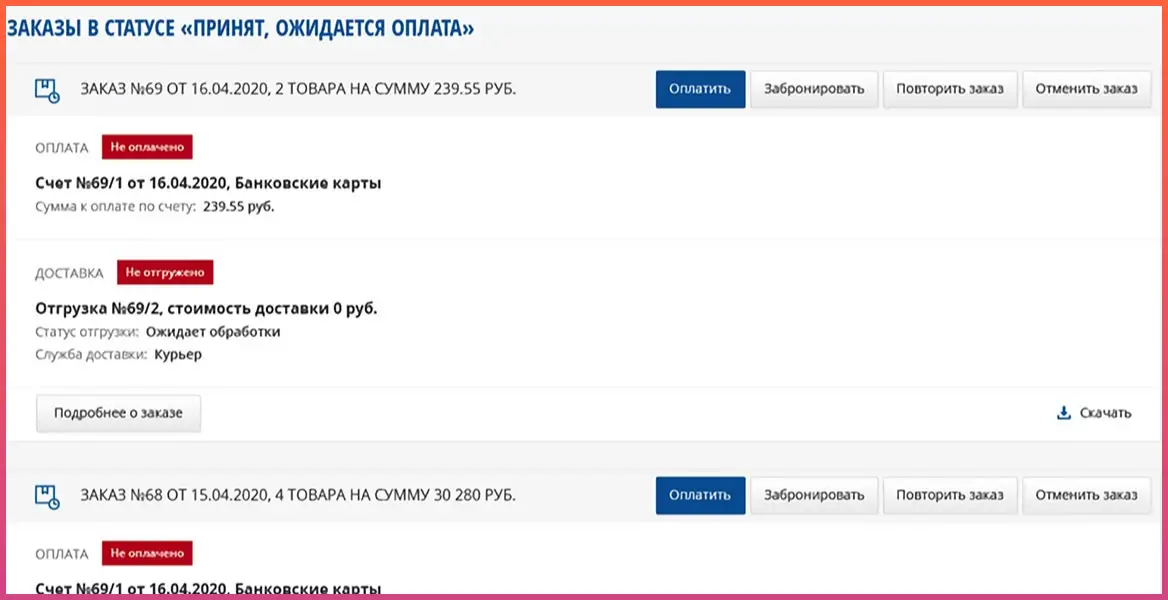 ЗАКАЗЫ В СТАТУСЕ «ПРИНЯТ, ОЖИДАЕТСЯ ОПЛАТА»
ЗАКАЗ №69 ОТ 16.04.2020, 2 ТОВАРА НА СУММУ 239.55 РУБ. Оплатить Забронировать Повторить заказ Отменить заказ
ОПЛАТА Не оплачено
Счет №69/1 от 16.04.2020, Банковские карты
Сумма к оплате по счету: 239.55 руб.
ДОСТАВКА Не отгружено
Отгрузка №69/2, стоимость доставки 0 руб.
Статус отгрузки: Ожидает обработки
Служба доставки: Курьер
Подробнее о заказе Скачать
ЗАКАЗ №68 ОТ 15.04.2020, 4 ТОВАРА НА СУММУ 30 280 РУБ. Оплатить Забронировать Повторить заказ Отменить заказ
ОПЛАТА Не оплачено
Счет №69/1 от 16.04.2020, Банковские карты